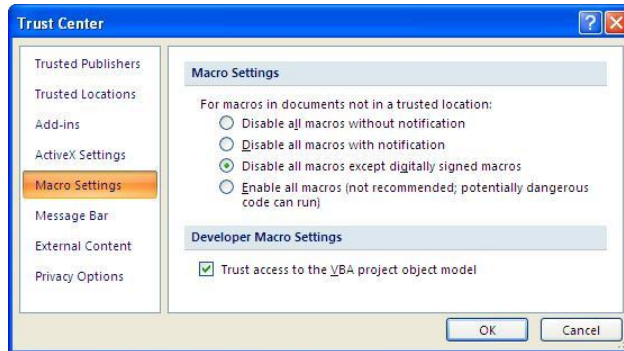 Trust Center
Trusted Publishers
Trusted Locations
Add-ins
ActiveX Settings
Macro Settings
Message Bar
External Content
Privacy Options
Macro Settings
For macros in documents not in a trusted location:
Disable all macros without notification
Disable all macros with notification
Disable all macros except digitally signed macros
Enable all macros (not recommended; potentially dangerous
code can run)
Developer Macro Settings
Trust access to the VBA project object model
OK
Cancel